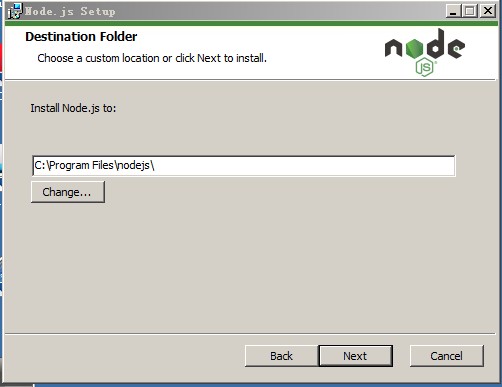 Node.js Setup
Destination Folder
Choose a custom location or click Next to install.
node
JS
Install Node.js to:
C:\Program Files\nodejs\
Change...
Back
Next
Cancel